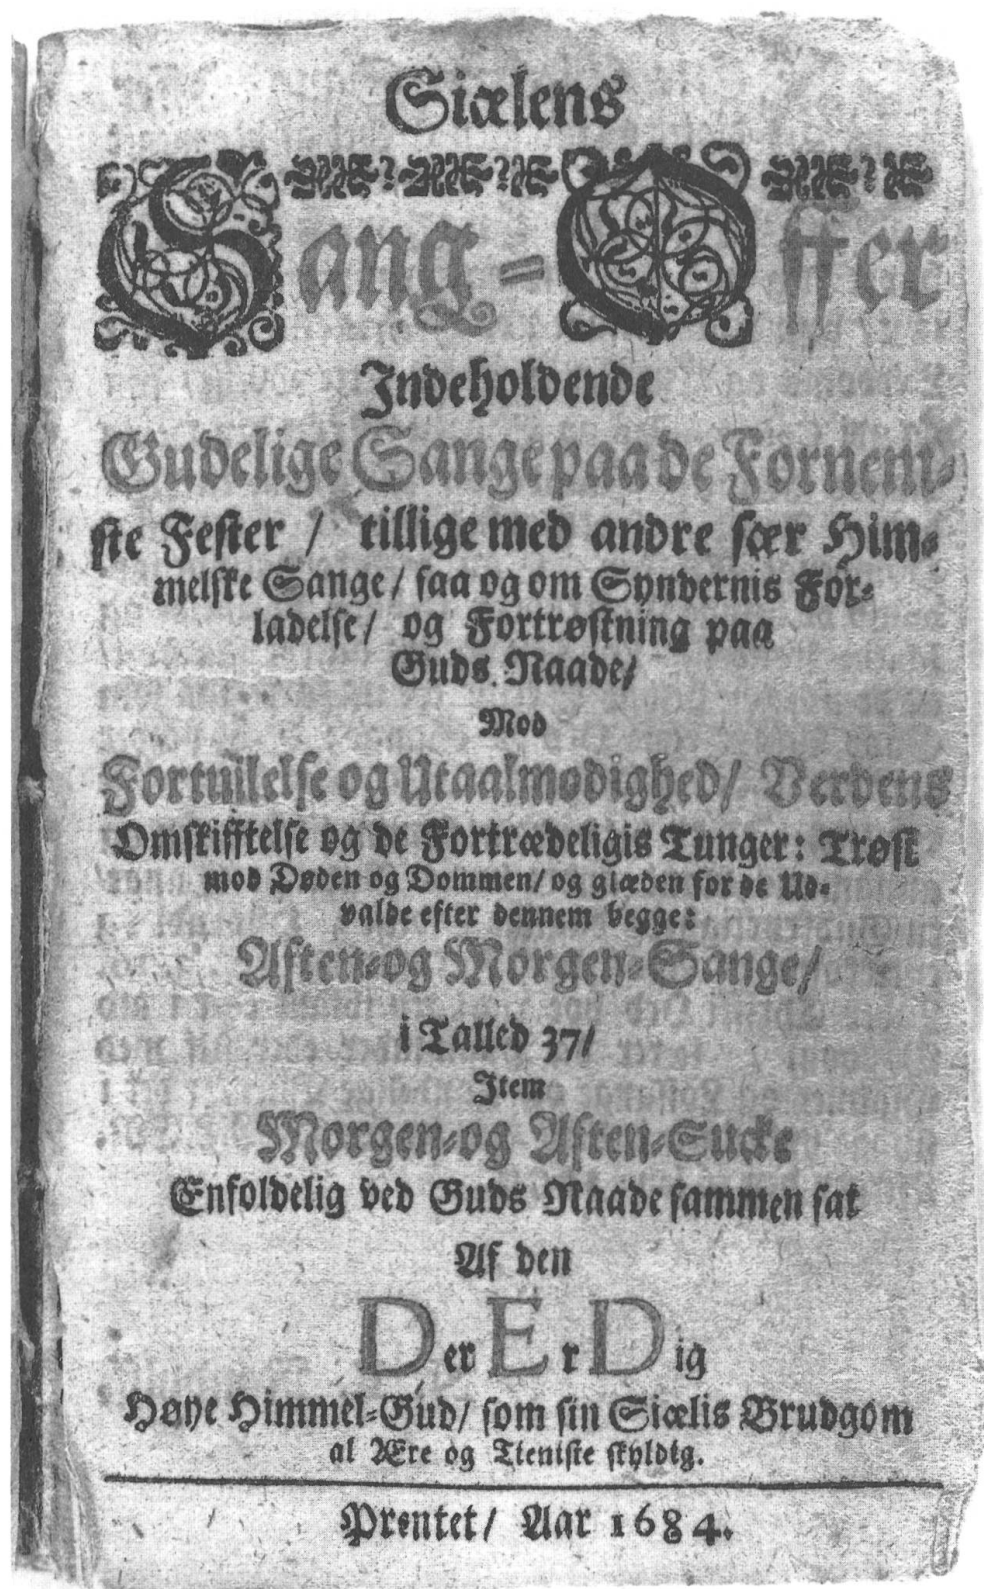 Siælens
Sang-Offer
Indeholdende
Gudelige Sange paa de Fornem-
ste Fester / tillige med andre sær Him-
melske Sange / saa og om Syndernis For-
ladelse / og Fortrøstning paa
Guds Naade /
Mod
Fortvilelse og Utaalmodighed / Verdens
Omskifftelse og de Fortrædeligis Tunger: Trøst
mod Døden og Dommen / og glæden for de Ud-
valde efter dennem begge:
Aften-og Morgen-Sange /
i Talled 37 /
Item
Morgen-og Aften-Sucke
Enfoldelig ved Guds Naade sammen sat
Af den
Der Er Dig
Høye Himmel-Gud / som sin Siælis Brudgom
al Ære og Tieniste skyldig.
Prentet / Aar 1684.